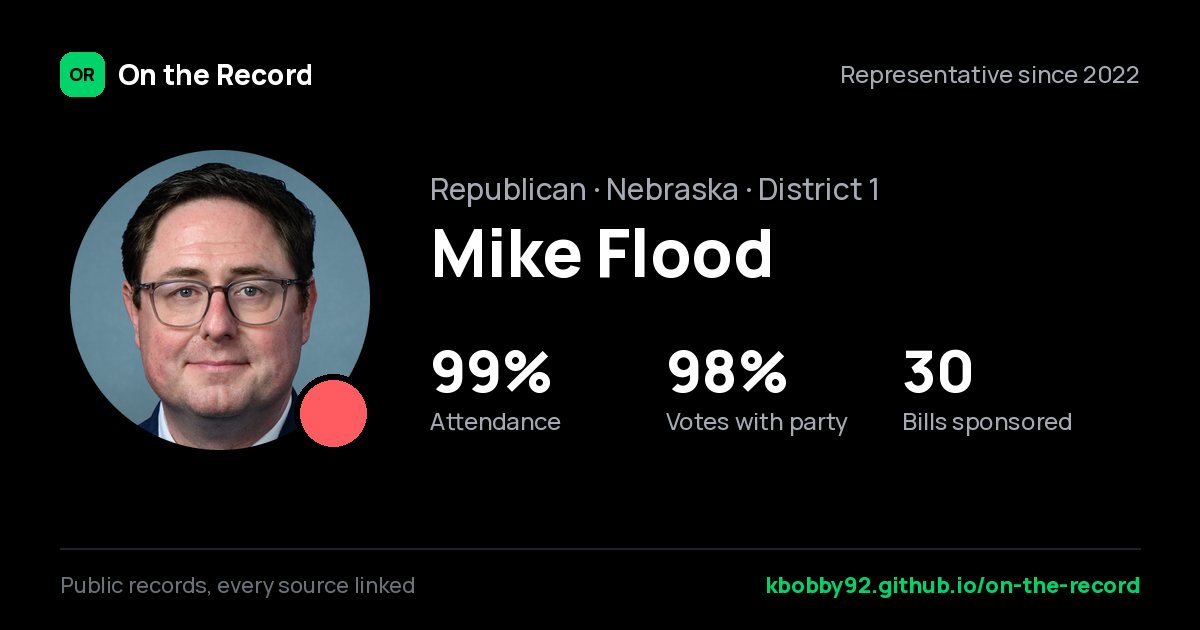 OR On the Record
Representative since 2022
Republican · Nebraska · District 1
Mike Flood
99% 98% 30
Attendance Votes with party Bills sponsored
Public records, every source linked
kbobby92.github.io/on-the-record